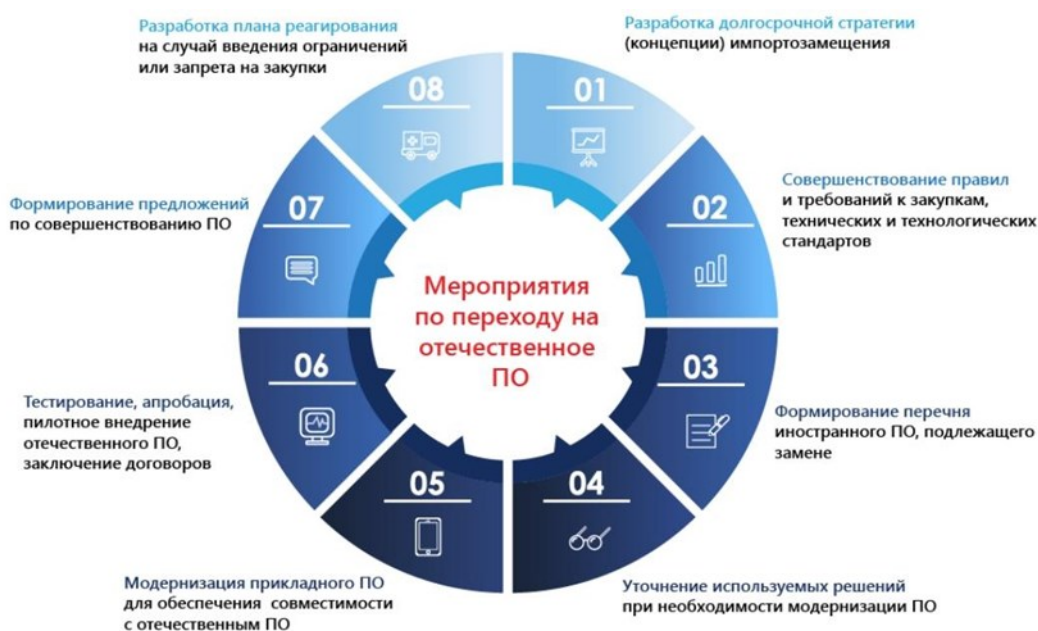 Мероприятия
по переходу на
отечественное
ПО
01
Разработка долгосрочной стратегии
(концепции) импортозамещения
02
Совершенствование правил
и требований к закупкам,
технических и технологических
стандартов
03
Формирование перечня
иностранного ПО, подлежащего
замене
04
Уточнение используемых решений
при необходимости модернизации ПО
05
Модернизация прикладного ПО
для обеспечения совместимости
с отечественным ПО
06
Тестирование, апробация,
пилотное внедрение
отечественного ПО,
заключение договоров
07
Формирование предложений
по совершенствованию ПО
08
Разработка плана реагирования
на случай введения ограничений
или запрета на закупки